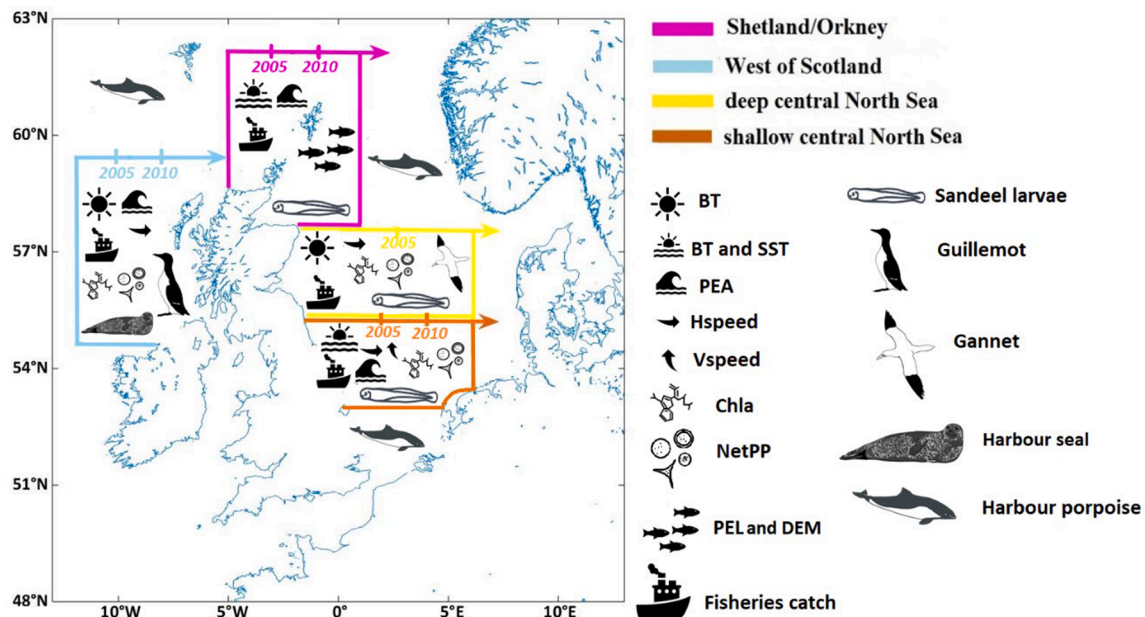 63°N
60°N
57°N
54°N
51°N
48°N
10°W
5°W
0°
5°E
10°E
2005
2010
2005
2010
2005
2005
2010
Shetland/Orkney
West of Scotland
deep central North Sea
shallow central North Sea
BT
BT and SST
PEA
Hspeed
Vspeed
Chla
NetPP
PEL and DEM
Fisheries catch
Sandeel larvae
Guillemot
Gannet
Harbour seal
Harbour porpoise